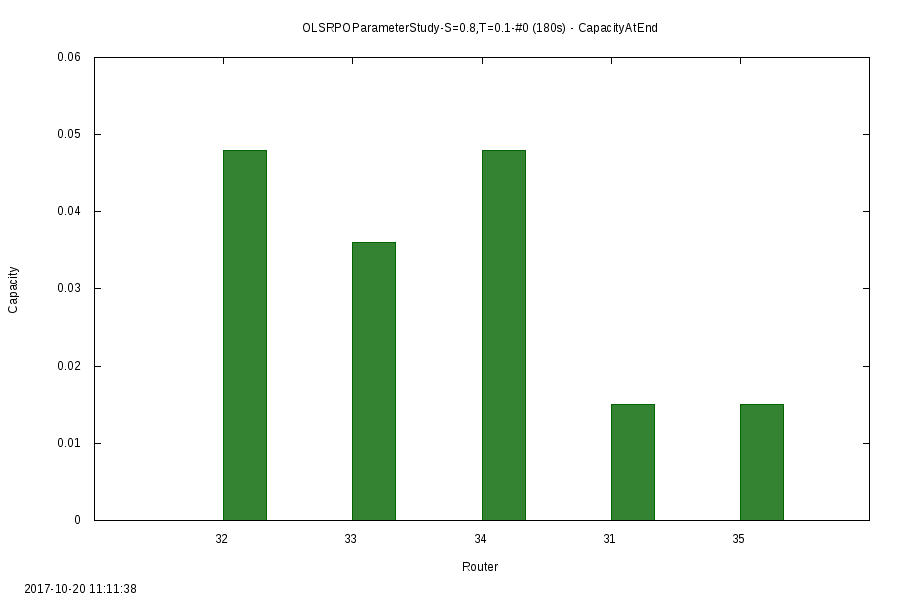 OLSRPOParameterStudy-S=0.8,T=0.1-#0 (180s) - CapacityAtEnd
0.06
0.05
0.04
0.03
0.02
0.01
0
Capacity
32 33 34 31 35
Router
2017-10-20 11:11:38